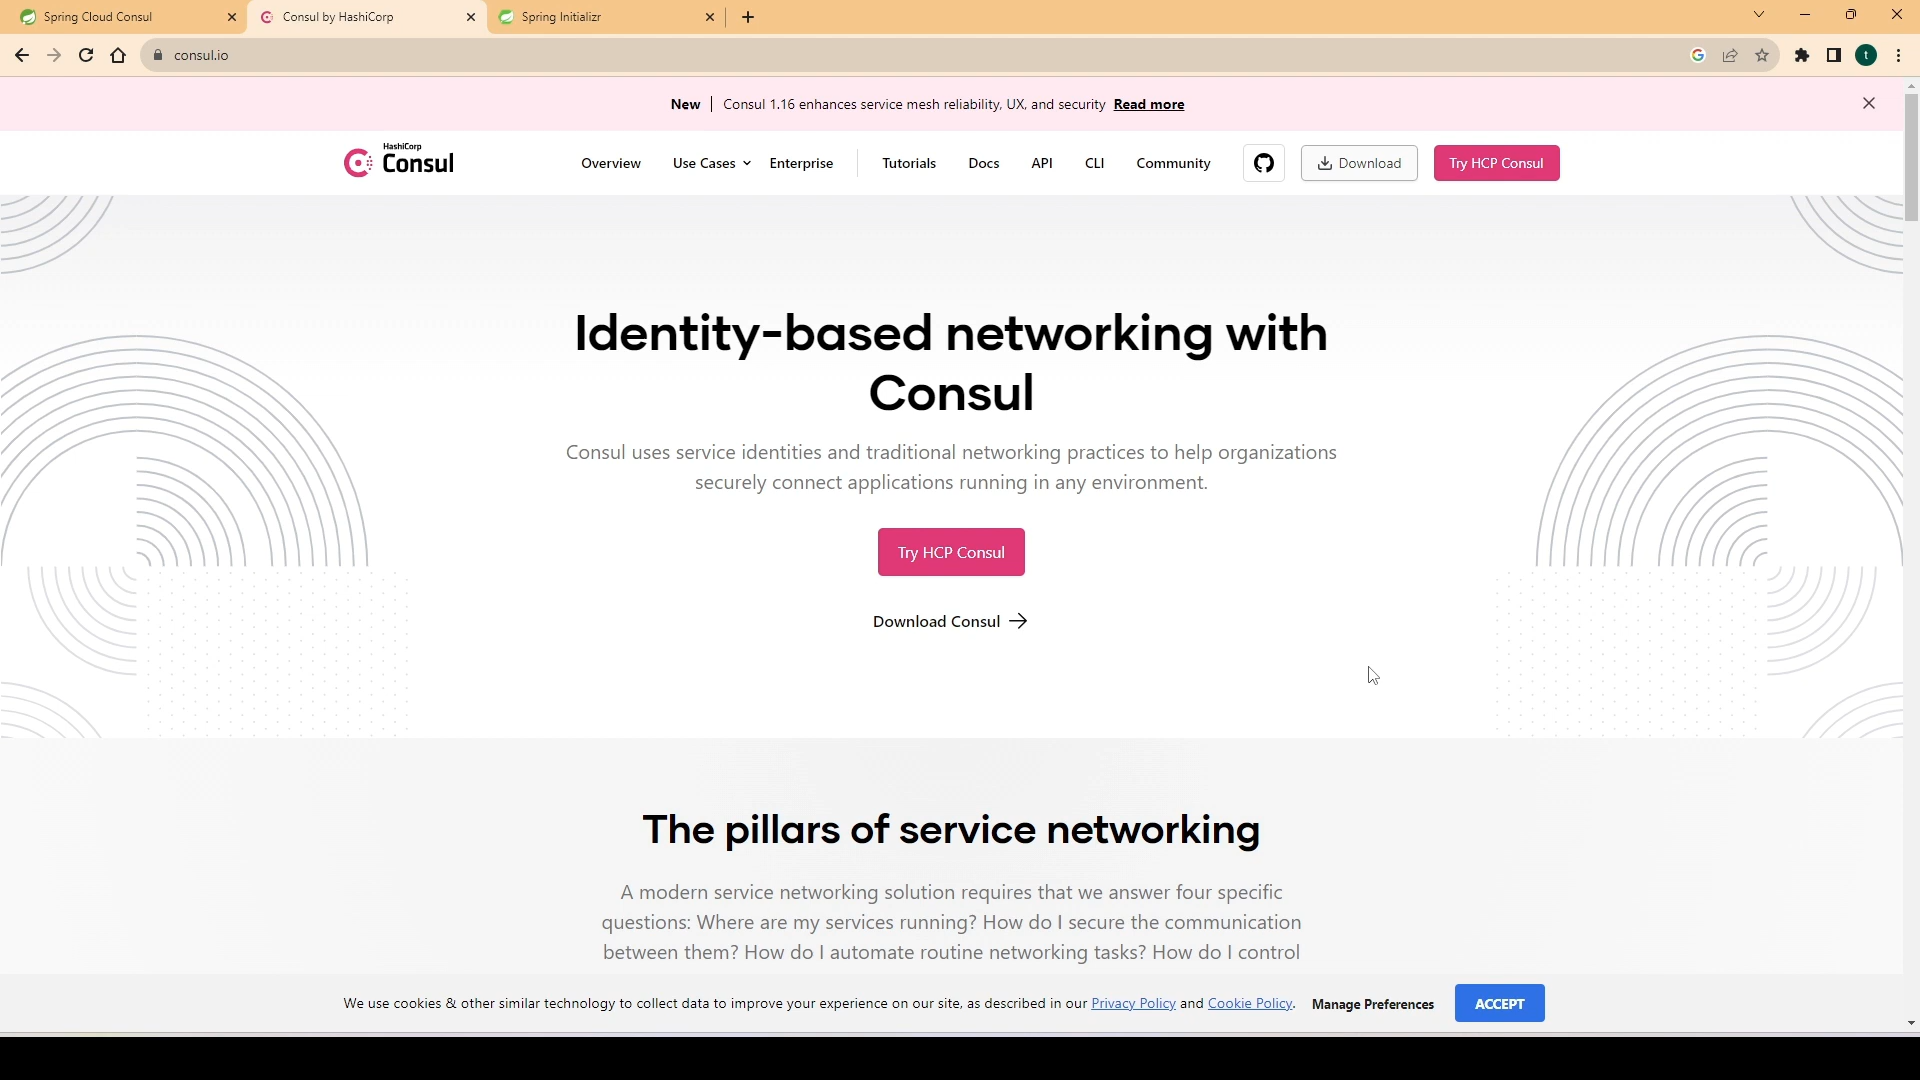 Spring Cloud Consul
Consul by HashiCorp
Spring Initializr
consul.io
t
New | Consul 1.16 enhances service mesh reliability, UX, and security Read more
HashiCorp
Consul
Overview
Use Cases
Enterprise
Tutorials
Docs
API
CLI
Community
Download
Try HCP Consul
Identity-based networking with
Consul
Consul uses service identities and traditional networking practices to help organizations
securely connect applications running in any environment.
Try HCP Consul
Download Consul
The pillars of service networking
A modern service networking solution requires that we answer four specific
questions: Where are my services running? How do I secure the communication
between them? How do I automate routine networking tasks? How do I control
We use cookies & other similar technology to collect data to improve your experience on our site, as described in our Privacy Policy and Cookie Policy.
Manage Preferences
ACCEPT